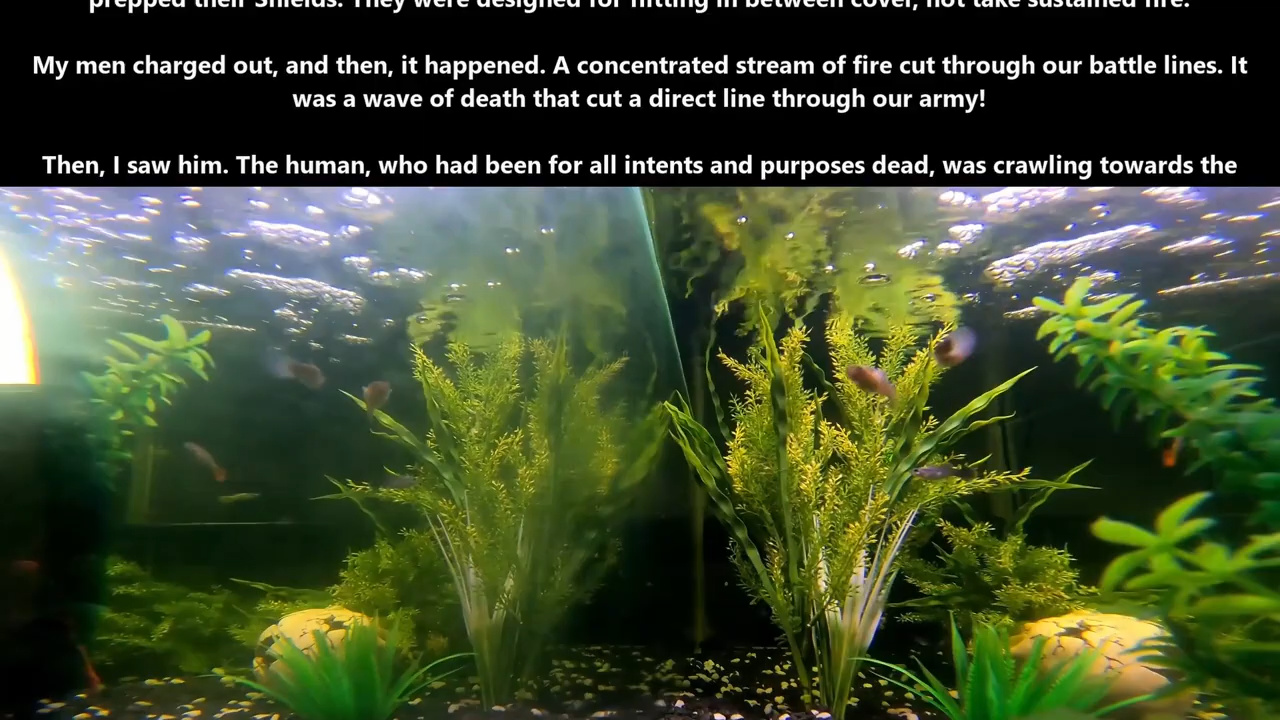 prepped their Shields. They were designed for flitting in between cover, not take sustained fire.
My men charged out, and then, it happened. A concentrated stream of fire cut through our battle lines. It
was a wave of death that cut a direct line through our army!
Then, I saw him. The human, who had been for all intents and purposes dead, was crawling towards the